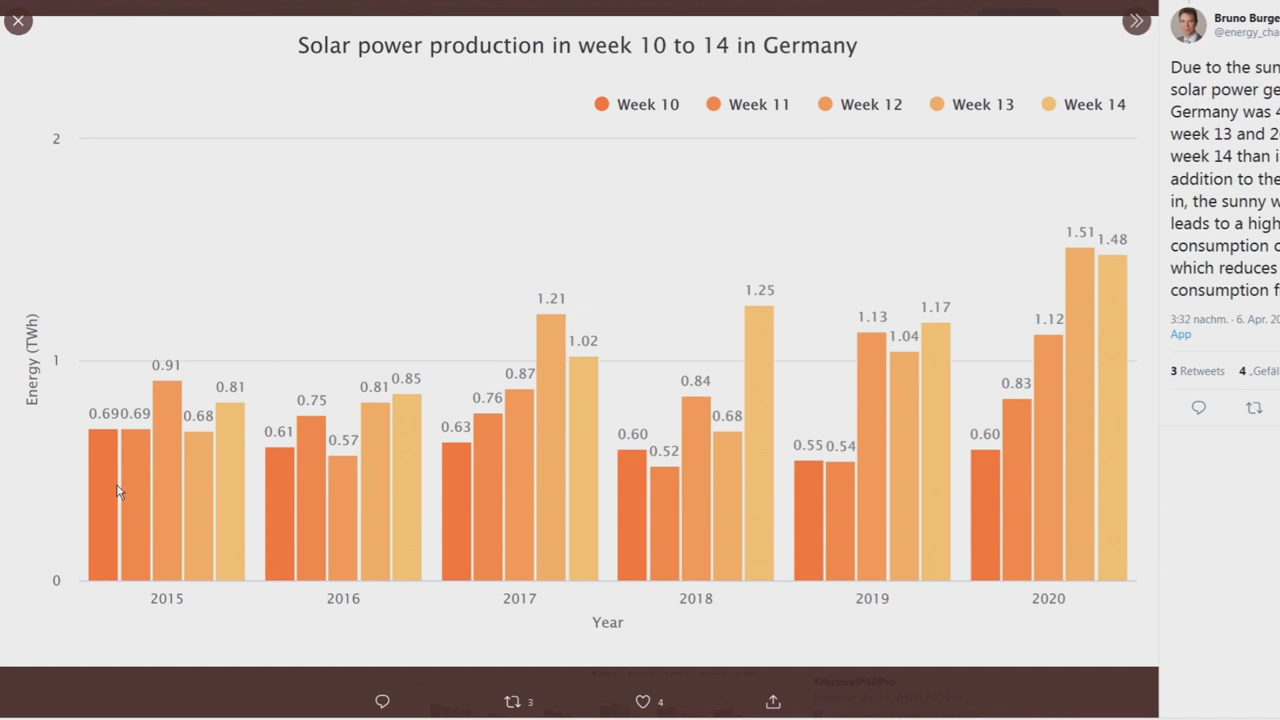 Solar power production in week 10 to 14 in Germany
Week 10 Week 11 Week 12 Week 13 Week 14
Energy (TWh)
2
1
0
0.69 0.69 0.91 0.68 0.81
0.61 0.75 0.57 0.81 0.85
0.63 0.76 0.87 1.21 1.02
0.60 0.52 0.84 0.68 1.25
0.55 0.54 1.13 1.04 1.17
0.60 0.83 1.12 1.51 1.48
2015 2016 2017 2018 2019 2020
Year
3 4
#HuaweiP40Pro
Bruno Burge
@energy_cha
Due to the sun
solar power ge
Germany was 4
week 13 and 2
week 14 than i
addition to the
in, the sunny w
leads to a high
consumption c
which reduces
consumption f
3:32 nachm. · 6. Apr. 20
App
3 Retweets 4 „Gefäl